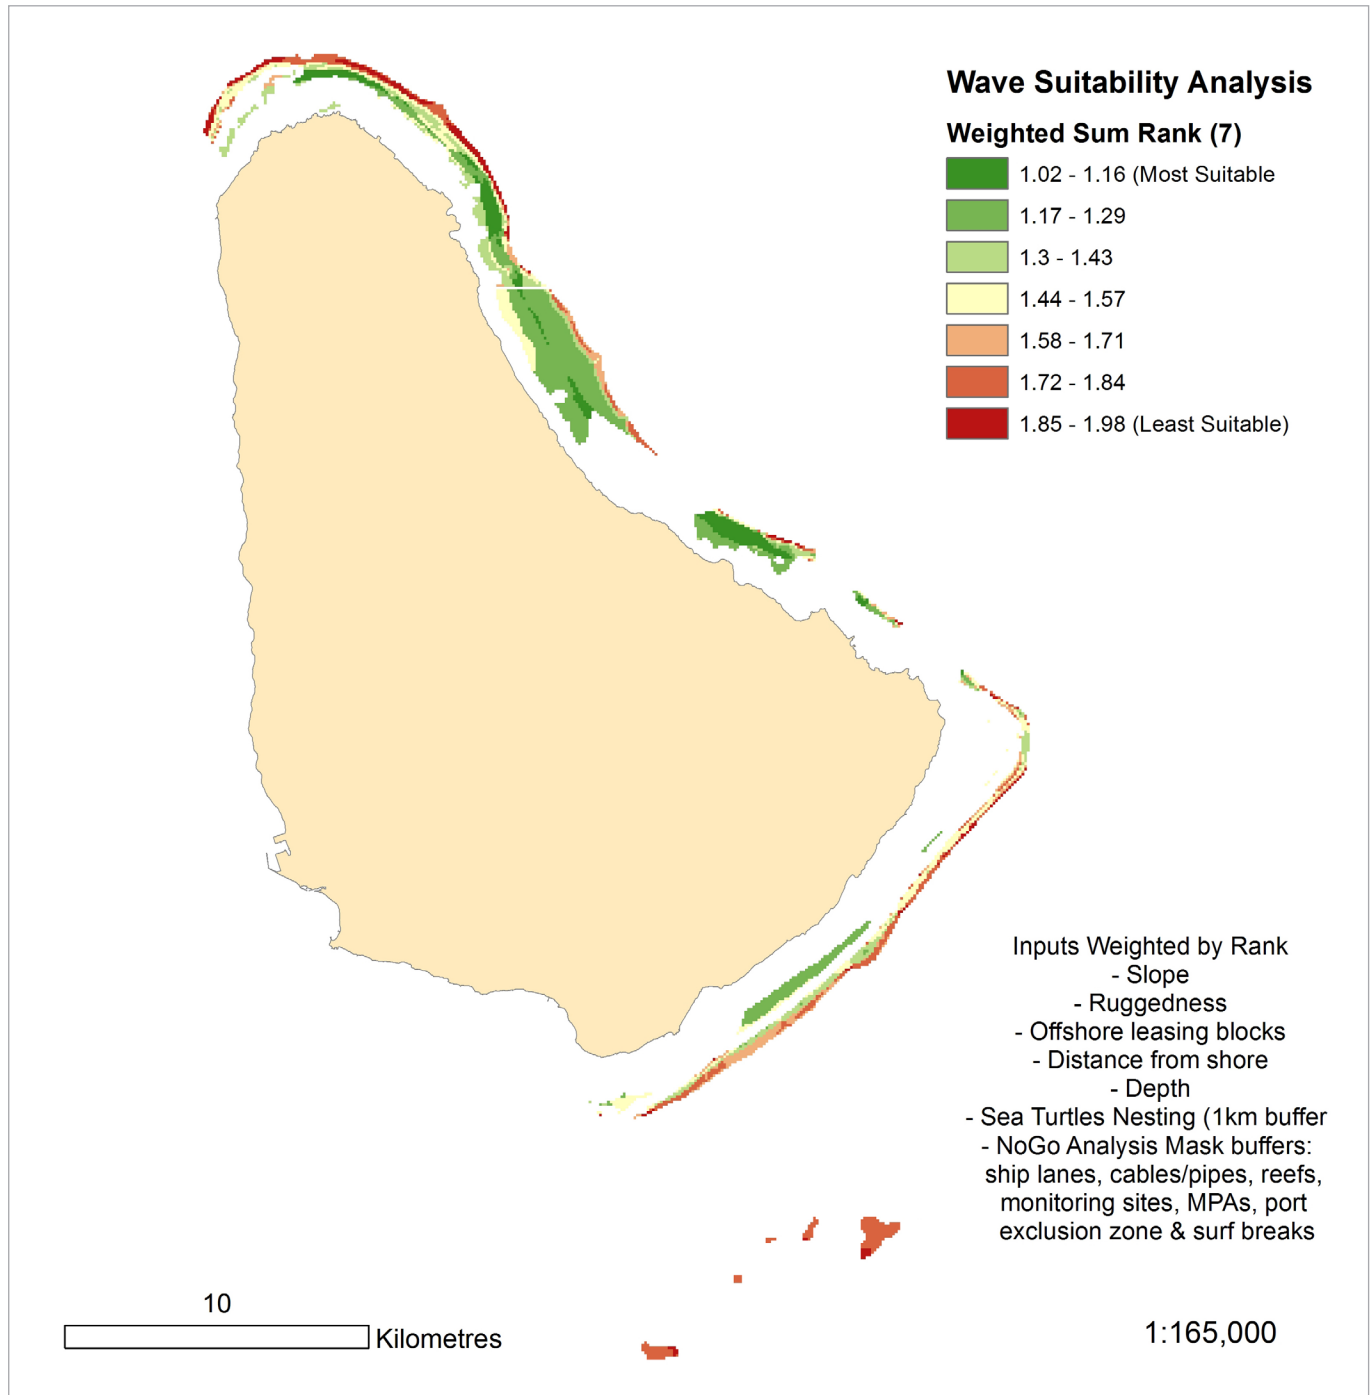 Wave Suitability Analysis
Weighted Sum Rank (7)
1.02 - 1.16 (Most Suitable
1.17 - 1.29
1.3 - 1.43
1.44 - 1.57
1.58 - 1.71
1.72 - 1.84
1.85 - 1.98 (Least Suitable)
Inputs Weighted by Rank
- Slope
- Ruggedness
- Offshore leasing blocks
- Distance from shore
- Depth
- Sea Turtles Nesting (1km buffer
- NoGo Analysis Mask buffers:
ship lanes, cables/pipes, reefs,
monitoring sites, MPAs, port
exclusion zone & surf breaks
10
Kilometres
1:165,000